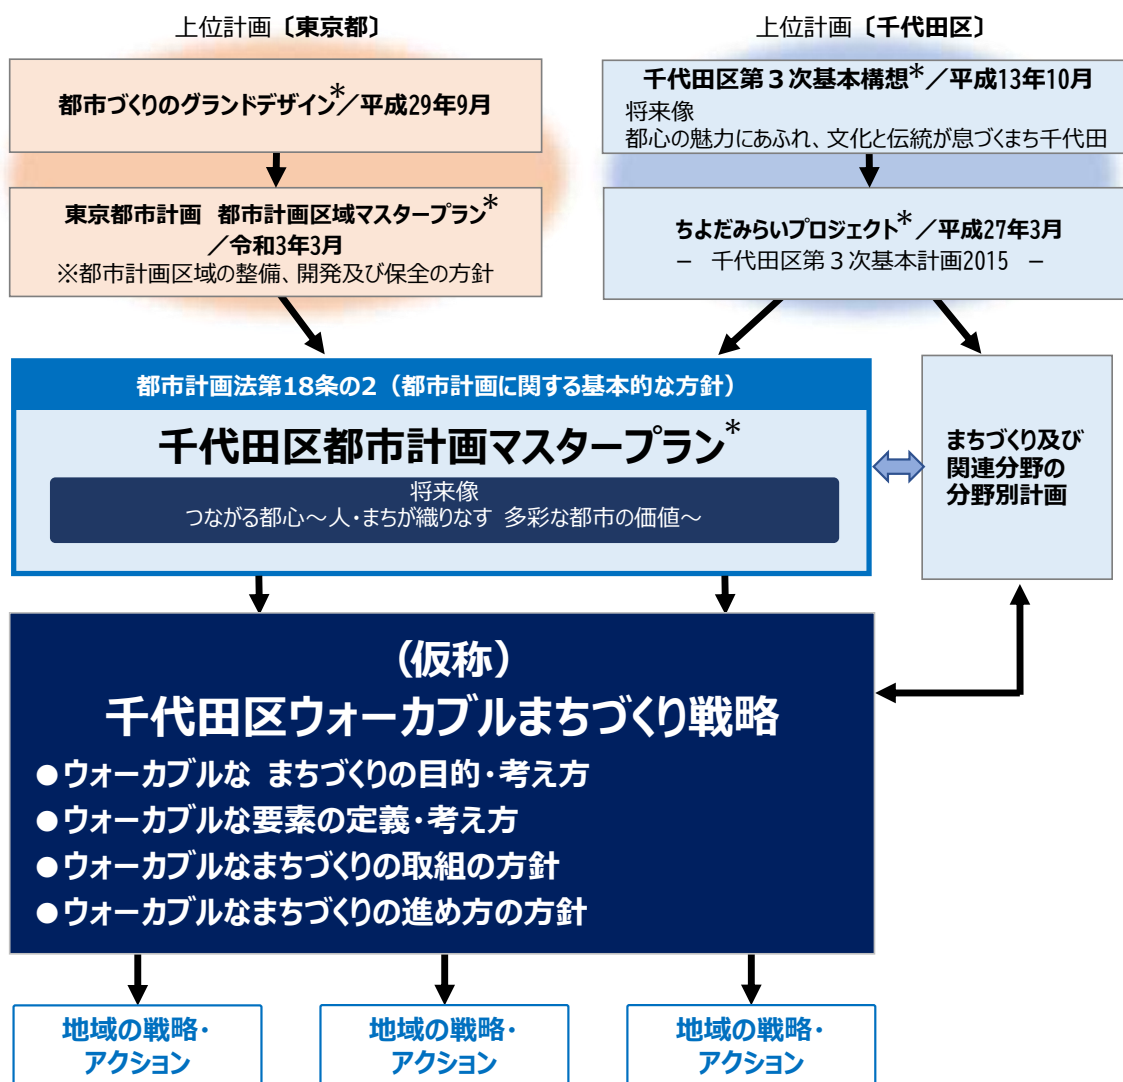 上位計画〔東京都〕
都市づくりのグランドデザイン*／平成29年9月
東京都市計画 都市計画区域マスタープラン*
／令和3年3月
※都市計画区域の整備、開発及び保全の方針
上位計画〔千代田区〕
千代田区第３次基本構想*／平成13年10月
将来像
都心の魅力にあふれ、文化と伝統が息づくまち千代田
ちよだみらいプロジェクト*／平成27年3月
－ 千代田区第３次基本計画2015 －
都市計画法第18条の2（都市計画に関する基本的な方針）
千代田区都市計画マスタープラン*
将来像
つながる都心～人・まちが織りなす 多彩な都市の価値～
まちづくり及び
関連分野の
分野別計画
（仮称）
千代田区ウォーカブルまちづくり戦略
●ウォーカブルな まちづくりの目的・考え方
●ウォーカブルな要素の定義・考え方
●ウォーカブルなまちづくりの取組の方針
●ウォーカブルなまちづくりの進め方の方針
地域の戦略・
アクション
地域の戦略・
アクション
地域の戦略・
アクション